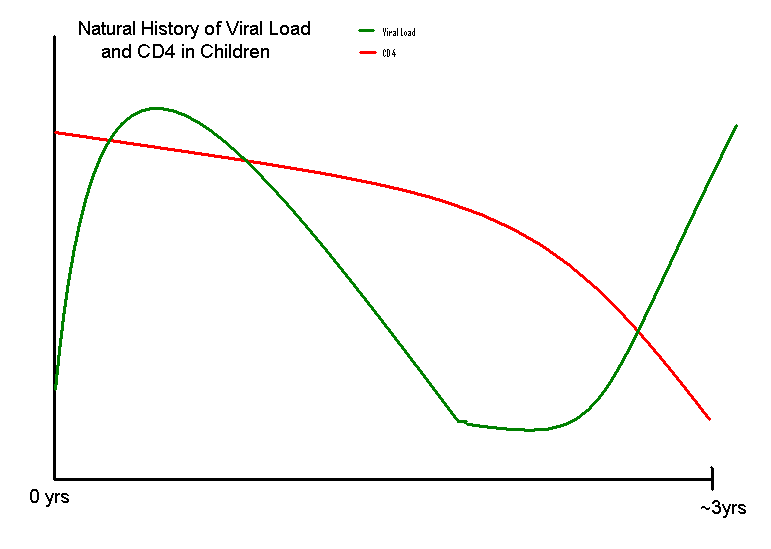 Natural History of Viral Load
and CD4 in Children
Viral Load
CD4
0 yrs
~3yrs